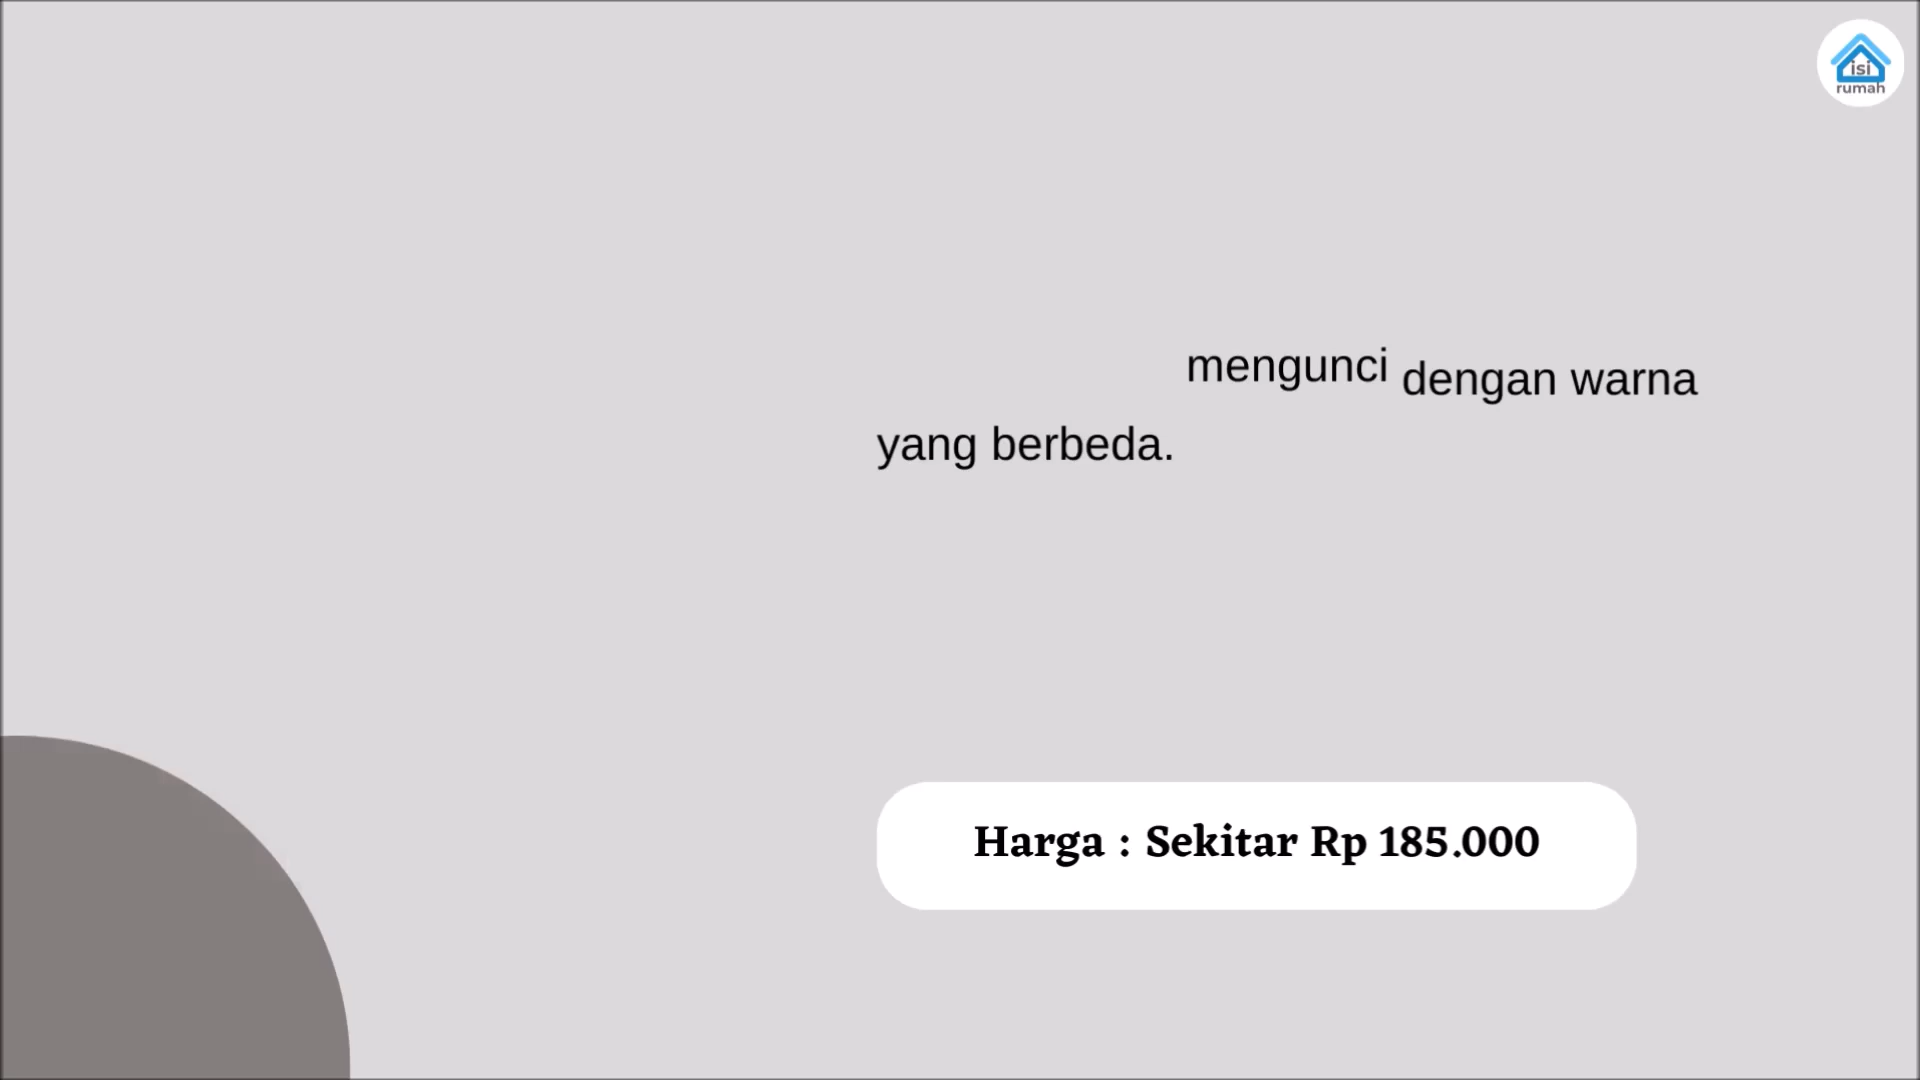 isi
rumah
mengunci dengan warna
yang berbeda.
Harga : Sekitar Rp 185.000